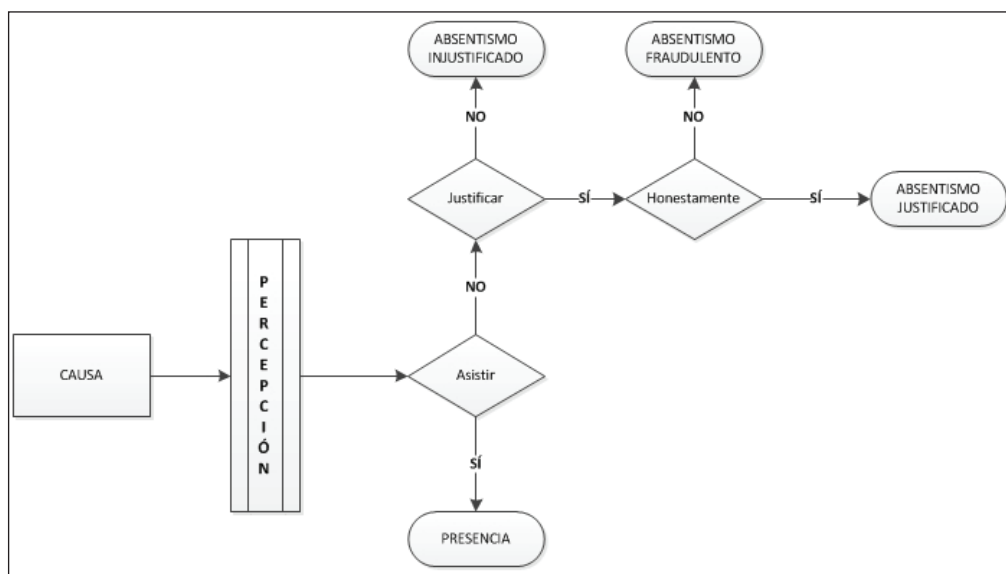 ABSENTISMO
INJUSTIFICADO
ABSENTISMO
FRAUDULENTO
NO
NO
Justificar
SÍ
Honestamente
SÍ
ABSENTISMO
JUSTIFICADO
NO
CAUSA
P
E
R
C
E
P
C
I
Ó
N
Asistir
SÍ
PRESENCIA